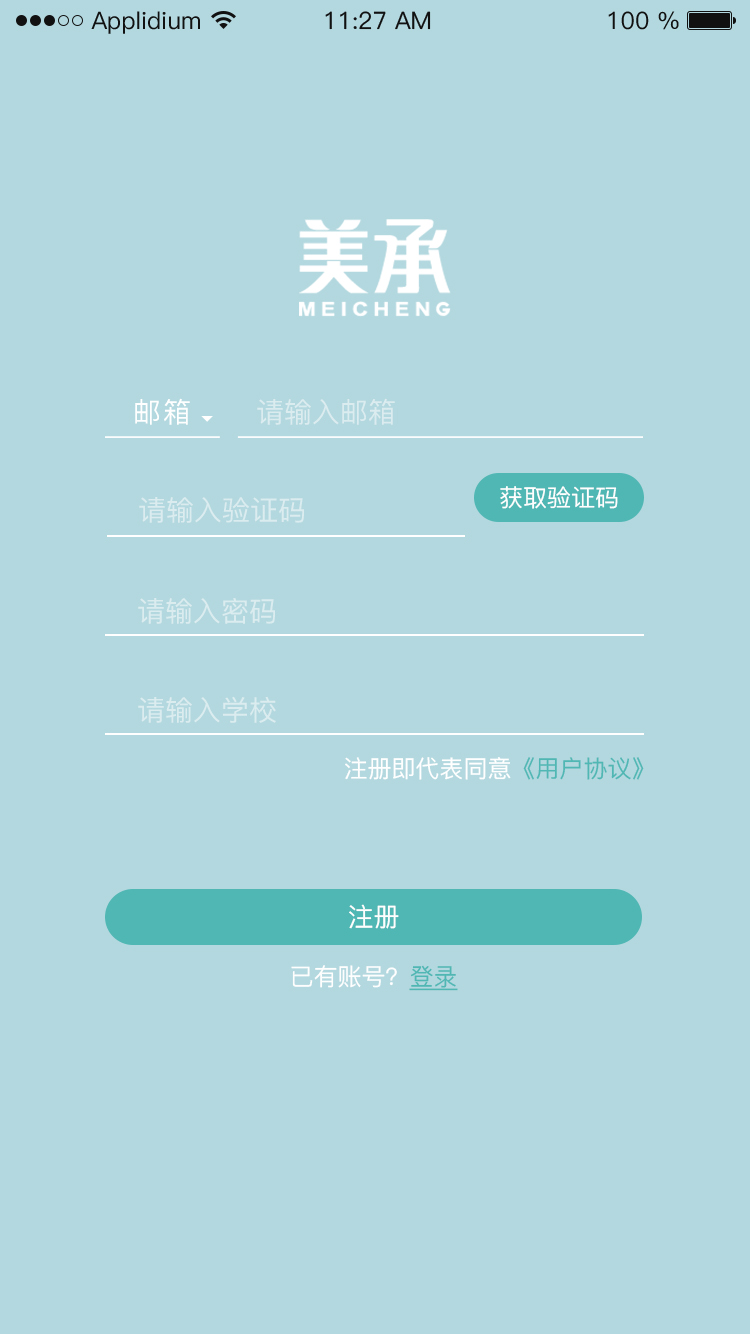 Applidium 11:27 AM 100 %
美承
MEICHENG
邮箱 请输入邮箱
请输入验证码 获取验证码
请输入密码
请输入学校
注册即代表同意《用户协议》
注册
已有账号? 登录